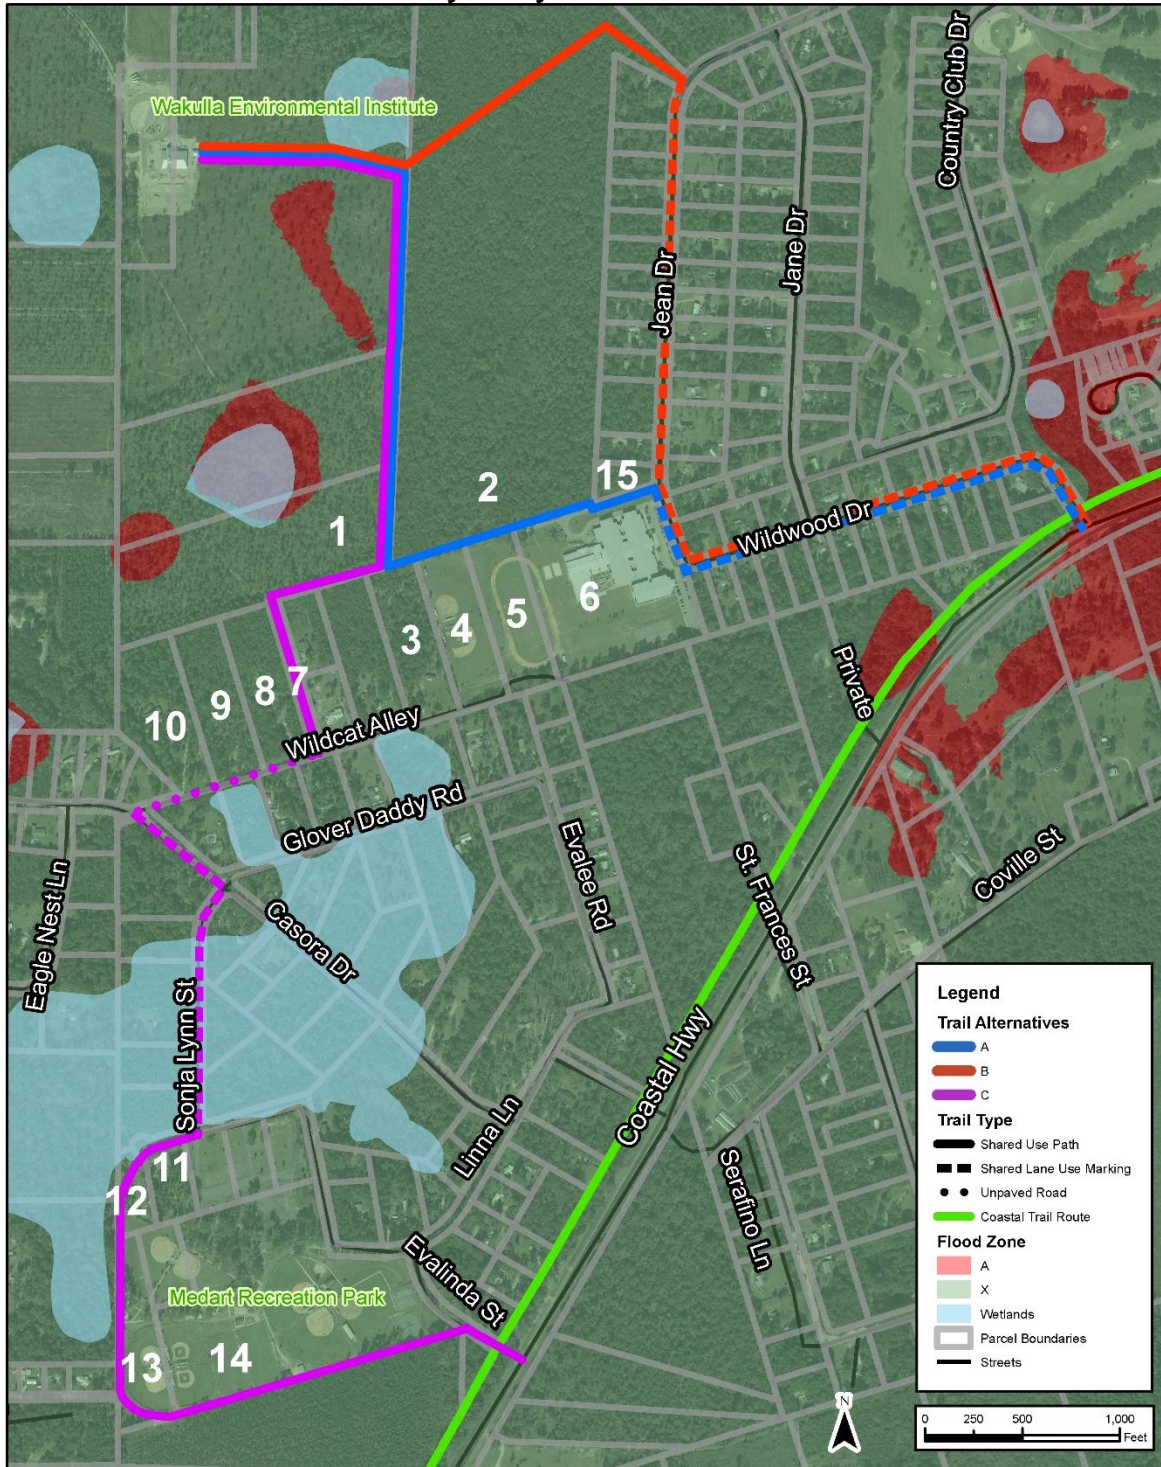 Wakulla Environmental Institute
Country Club Dr
Jean Dr
Jane Dr
2
15
1
Wildwood Dr
3
4
5
6
7
8
9
10
Private
Wildcat Alley
Glover Daddy Rd
Evalee Rd
St. Frances St
Coville St
Eagle Nest Ln
Casora Dr
Sonja Lynn St
Coastal Hwy
Linna Ln
Serafino Ln
11
12
Evalinda St
Medart Recreation Park
13
14
Legend
Trail Alternatives
A
B
C
Trail Type
Shared Use Path
Shared Lane Use Marking
Unpaved Road
Coastal Trail Route
Flood Zone
A
X
Wetlands
Parcel Boundaries
Streets
N
0 250 500 1,000
Feet